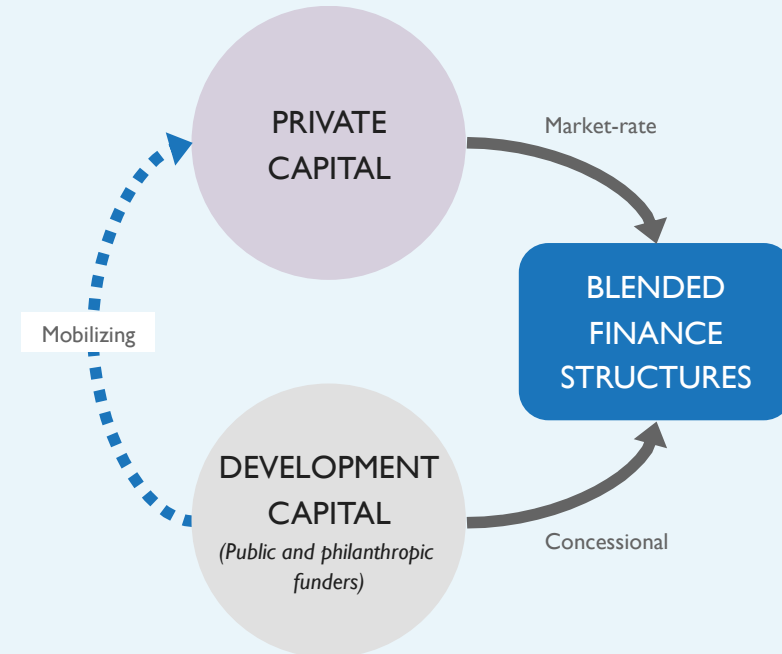 PRIVATE
CAPITAL
Market-rate
BLENDED
FINANCE
STRUCTURES
Mobilizing
DEVELOPMENT
CAPITAL
(Public and philanthropic
funders)
Concessional